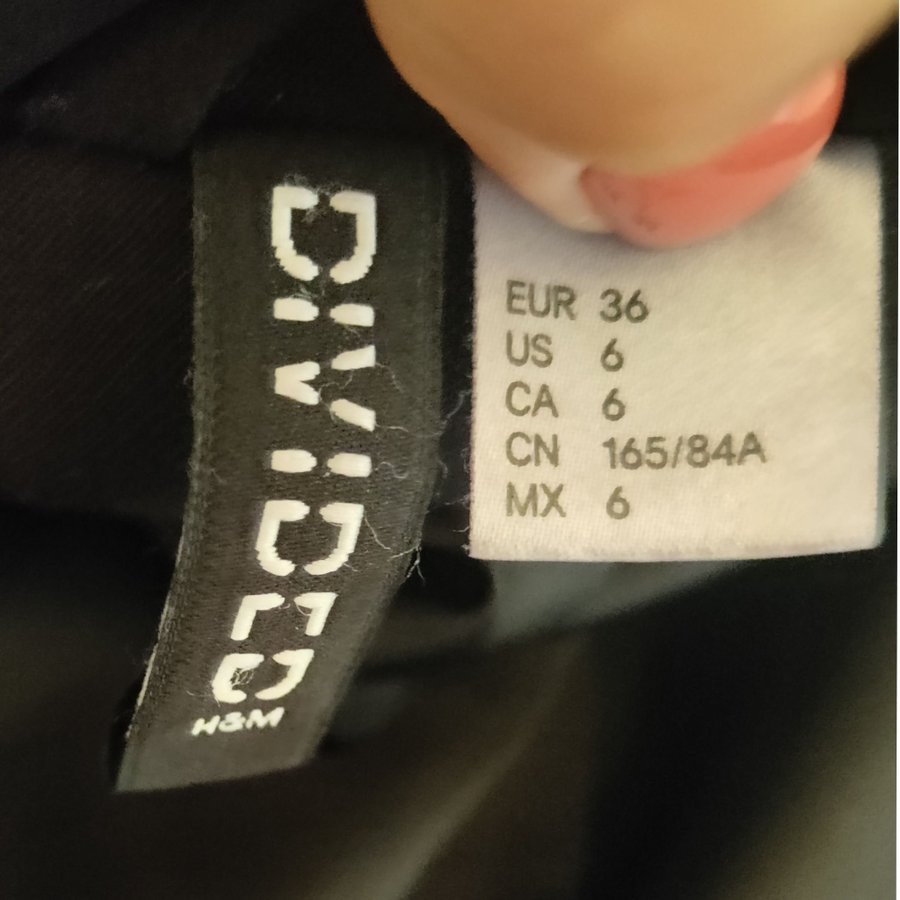 DIVIDED
H&M
EUR 36
US 6
CA 6
CN 165/84A
MX 6